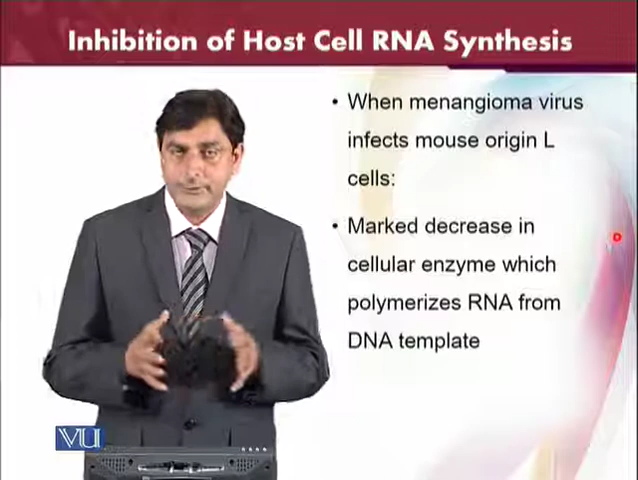 Inhibition of Host Cell RNA Synthesis
• When menangioma virus
infects mouse origin L
cells:
• Marked decrease in
cellular enzyme which
polymerizes RNA from
DNA template
VU